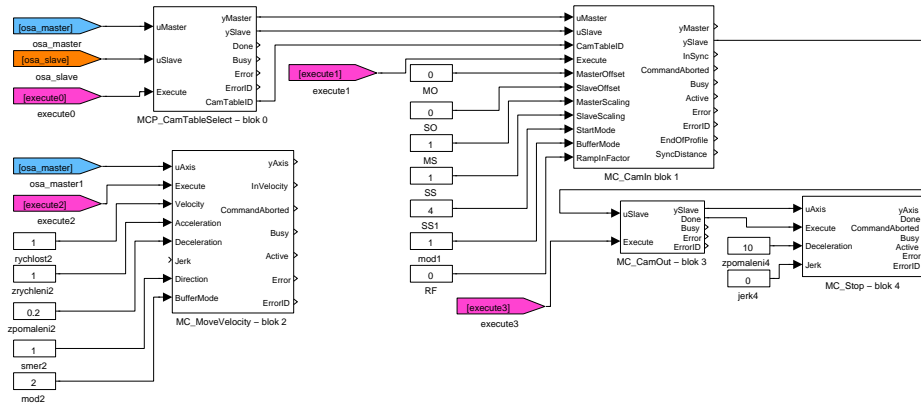 [osa_master]
osa_master
[osa_slave]
osa_slave
[execute0]
execute0
uMaster
uSlave
Execute
yMaster
ySlave
Done
Busy
Error
ErrorID
CamTableID
MCP_CamTableSelect – blok 0
[execute1]
execute1
0
MO
0
SO
1
MS
1
SS
4
SS1
1
mod1
0
RF
uMaster
uSlave
CamTableID
Execute
MasterOffset
SlaveOffset
MasterScaling
SlaveScaling
StartMode
BufferMode
RampInFactor
yMaster
ySlave
InSync
CommandAborted
Busy
Active
Error
ErrorID
EndOfProfile
SyncDistance
MC_CamIn blok 1
[osa_master]
osa_master1
[execute2]
execute2
1
rychlost2
1
zrychleni2
0.2
zpomaleni2
1
smer2
2
mod2
uAxis
Execute
Velocity
Acceleration
Deceleration
Jerk
Direction
BufferMode
yAxis
InVelocity
CommandAborted
Busy
Active
Error
ErrorID
MC_MoveVelocity – blok 2
[execute3]
execute3
uSlave
Execute
ySlave
Done
Busy
Error
ErrorID
MC_CamOut – blok 3
10
zpomaleni4
0
jerk4
uAxis
Execute
Deceleration
Jerk
yAxis
Done
CommandAborted
Busy
Active
Error
ErrorID
MC_Stop – blok 4